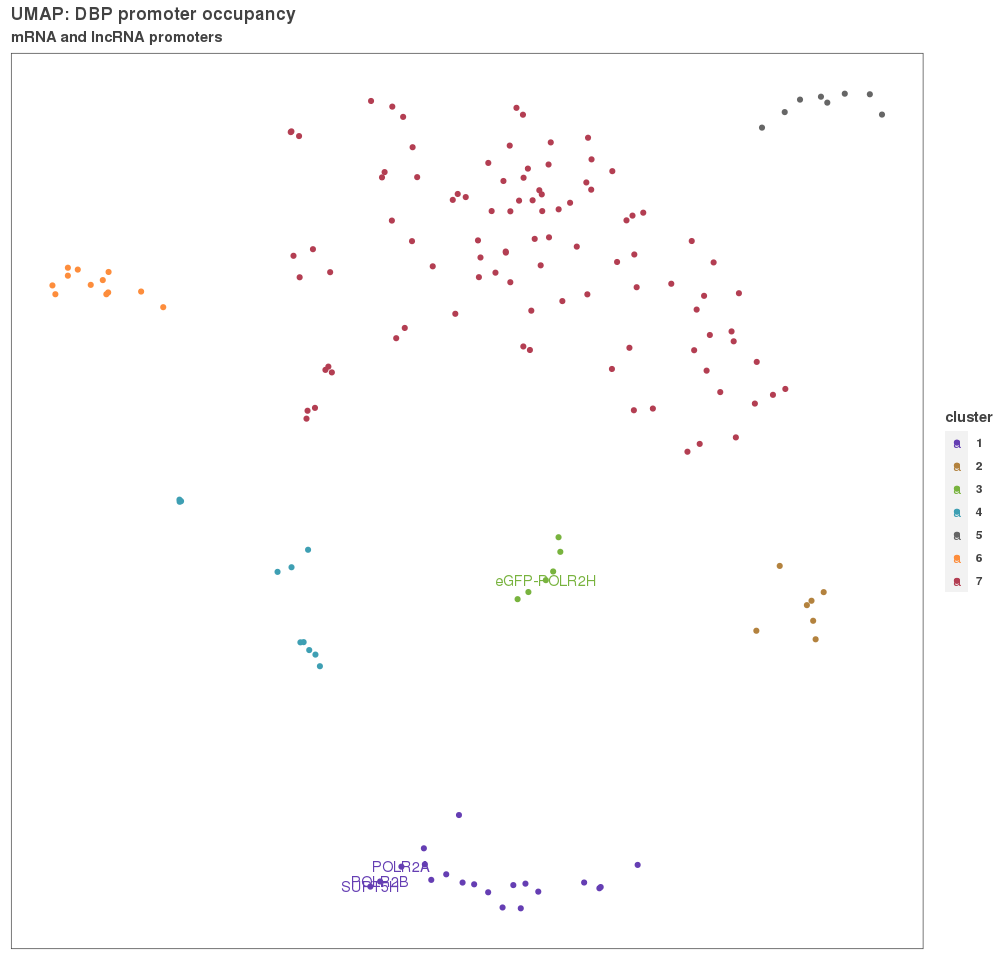 UMAP: DBP promoter occupancy
mRNA and lncRNA promoters
cluster
a 1
a 2
a 3
a 4
a 5
a 6
a 7
eGFP-POLR2H
POLR2A
POLR2B
SUPT5H